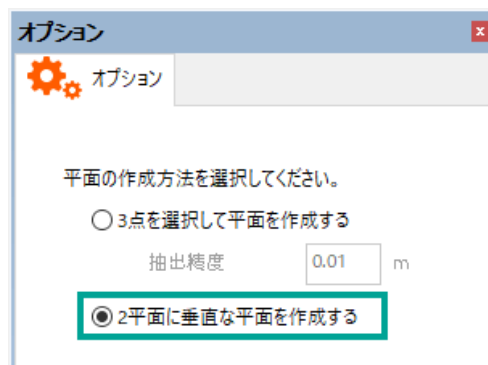 オプション
オプション
平面の作成方法を選択してください。
3点を選択して平面を作成する
抽出精度 0.01 m
2平面に垂直な平面を作成する